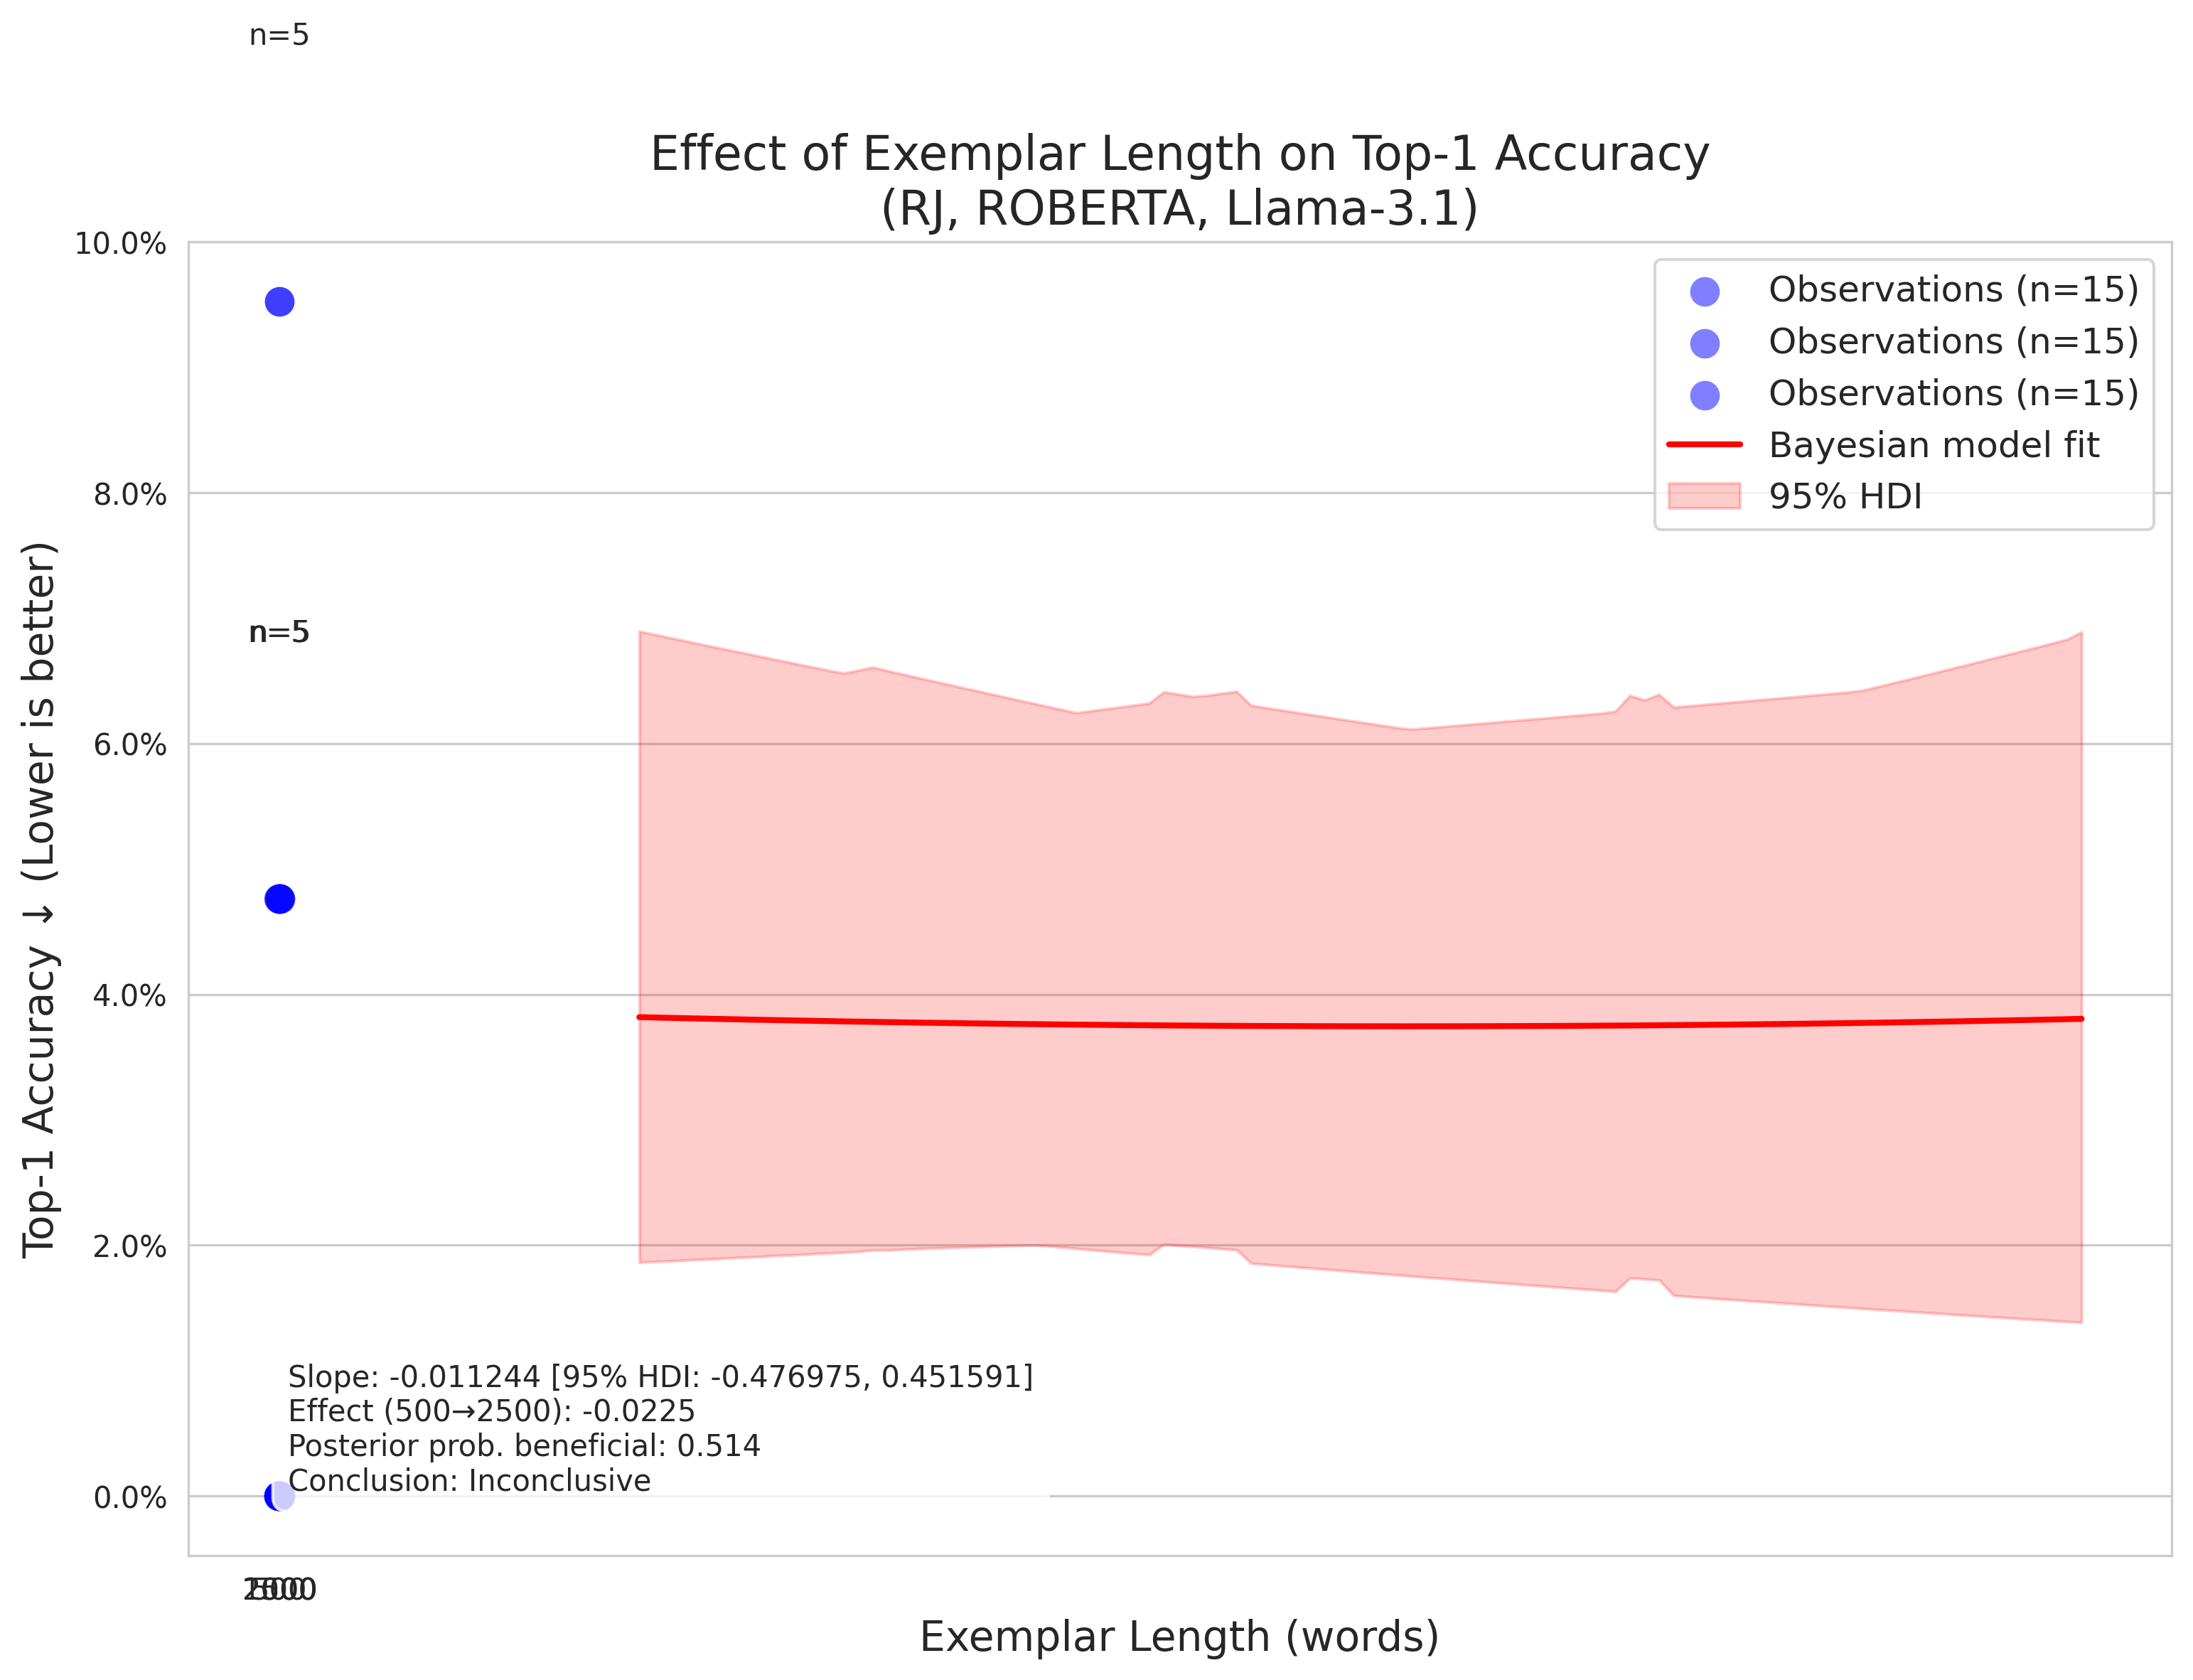 n=5
Effect of Exemplar Length on Top-1 Accuracy
(RJ, ROBERTA, Llama-3.1)
10.0%
8.0%
6.0%
4.0%
2.0%
0.0%
Top-1 Accuracy ↓ (Lower is better)
Observations (n=15)
Observations (n=15)
Observations (n=15)
Bayesian model fit
95% HDI
n=5
Slope: -0.011244 [95% HDI: -0.476975, 0.451591]
Effect (500→2500): -0.0225
Posterior prob. beneficial: 0.514
Conclusion: Inconclusive
Exemplar Length (words)